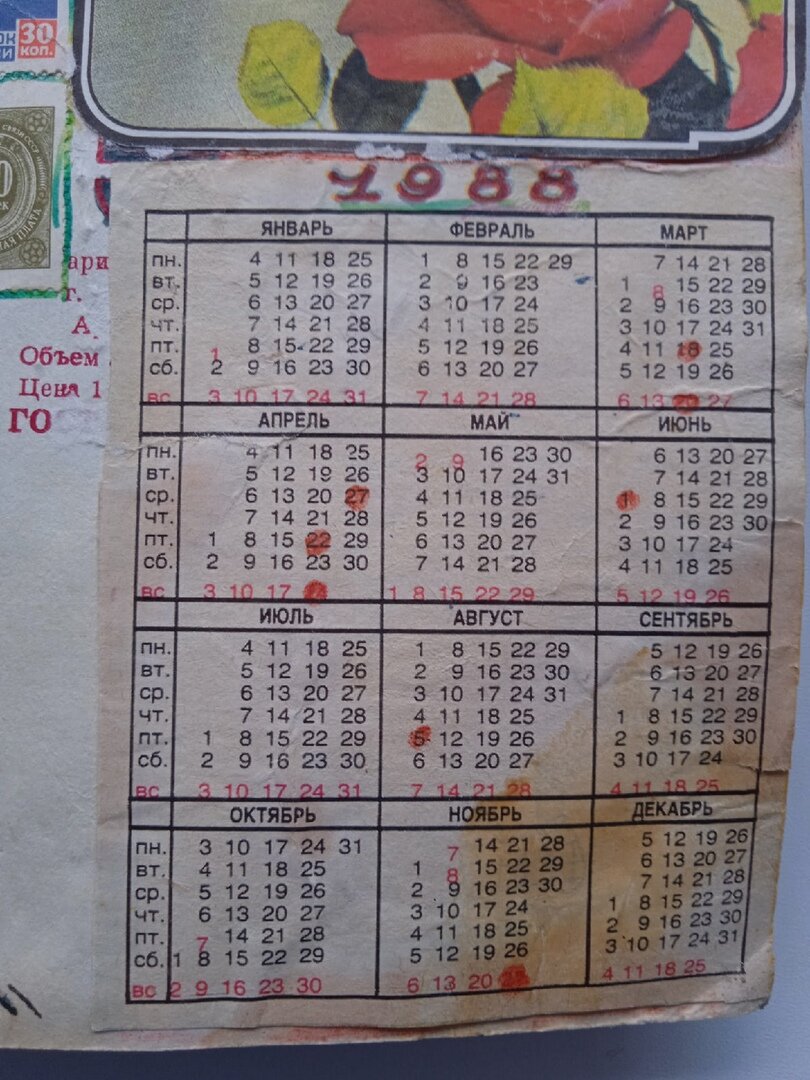 30
коп.
1988
ЯНВАРЬ ФЕВРАЛЬ МАРТ
пн. 4 11 18 25 1 8 15 22 29 7 14 21 28
вт. 5 12 19 26 2 9 16 23 1 8 15 22 29
ср. 6 13 20 27 3 10 17 24 2 9 16 23 30
чт. 7 14 21 28 4 11 18 25 3 10 17 24 31
пт. 1 8 15 22 29 5 12 19 26 4 11 18 25
сб. 2 9 16 23 30 6 13 20 27 5 12 19 26
вс 3 10 17 24 31 7 14 21 28 6 13 20 27
АПРЕЛЬ МАЙ ИЮНЬ
пн. 4 11 18 25 2 9 16 23 30 6 13 20 27
вт. 5 12 19 26 3 10 17 24 31 7 14 21 28
ср. 6 13 20 27 4 11 18 25 1 8 15 22 29
чт. 7 14 21 28 5 12 19 26 2 9 16 23 30
пт. 1 8 15 22 29 6 13 20 27 3 10 17 24
сб. 2 9 16 23 30 7 14 21 28 4 11 18 25
вс 3 10 17 1 8 15 22 29 5 12 19 26
ИЮЛЬ АВГУСТ СЕНТЯБРЬ
пн. 4 11 18 25 1 8 15 22 29 5 12 19 26
вт. 5 12 19 26 2 9 16 23 30 6 13 20 27
ср. 6 13 20 27 3 10 17 24 31 7 14 21 28
чт. 7 14 21 28 4 11 18 25 1 8 15 22 29
пт. 1 8 15 22 29 5 12 19 26 2 9 16 23 30
сб. 2 9 16 23 30 6 13 20 27 3 10 17 24
вс 3 10 17 24 31 7 14 21 28 4 11 18 25
ОКТЯБРЬ НОЯБРЬ ДЕКАБРЬ
пн. 3 10 17 24 31 7 14 21 28 5 12 19 26
вт. 4 11 18 25 1 8 15 22 29 6 13 20 27
ср. 5 12 19 26 2 9 16 23 30 7 14 21 28
чт. 6 13 20 27 3 10 17 24 1 8 15 22 29
пт. 7 14 21 28 4 11 18 25 2 9 16 23 30
сб. 1 8 15 22 29 5 12 19 26 3 10 17 24 31
вс 2 9 16 23 30 6 13 20 4 11 18 25
ари
г.
А
Объем
Цена 1
ГО